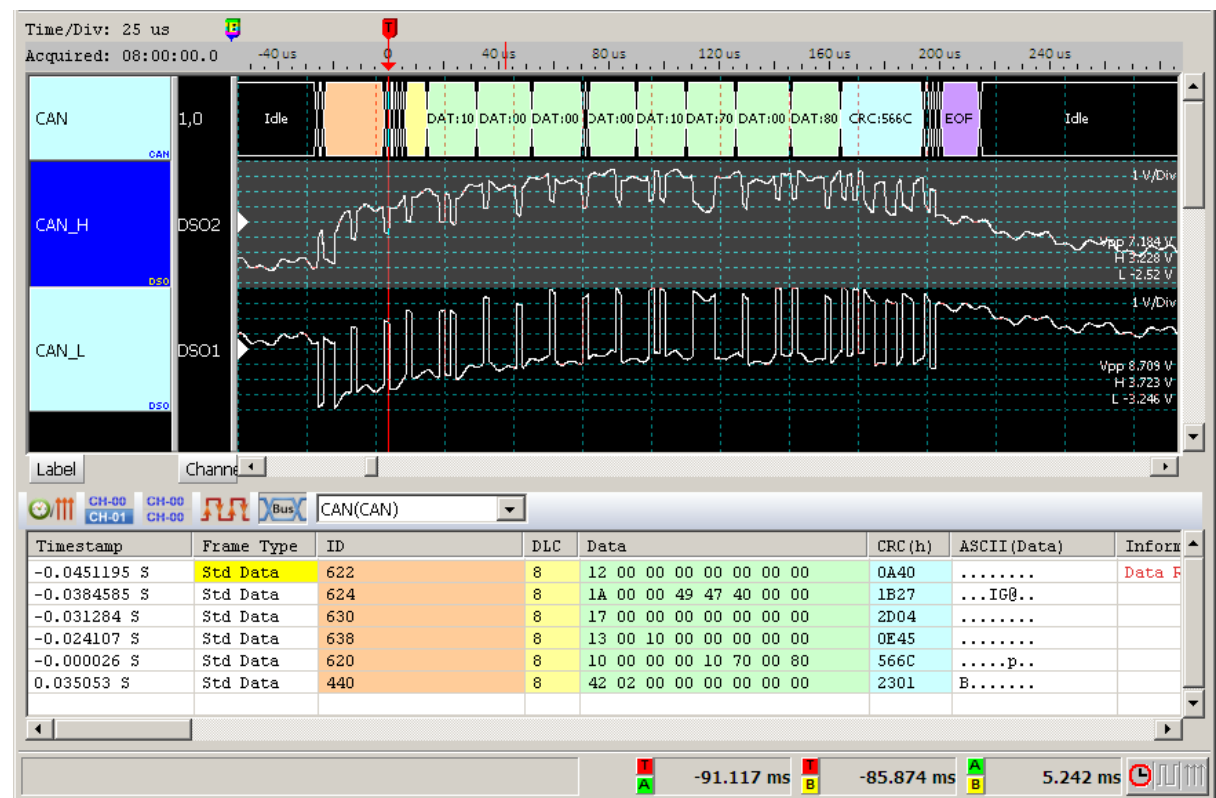 Time/Div: 25 us
T
Acquired: 08:00:00.0 -40 us 0 40 us 80 us 120 us 160 us 200 us 240 us
CAN 1,0 Idle DAT:10 DAT:00 DAT:00 DAT:00 DAT:10 DAT:70 DAT:00 DAT:80 CRC:566C EOF Idle
CAN
1 V/Div
CAN_H DSO2
Vpp 7.184 V
H 3.228 V
L -2.52 V
DSO
1 V/Div
CAN_L DSO1
Vpp 8.709 V
H 3.723 V
L -3.246 V
DSO
Label Chann
CH-00 CH-00
CH-01 CH-00
Bus CAN(CAN)
Timestamp Frame Type ID DLC Data CRC(h) ASCII(Data) Inform
-0.0451195 S Std Data 622 8 12 00 00 00 00 00 00 00 0A40 ........ Data F
-0.0384585 S Std Data 624 8 1A 00 00 49 47 40 00 00 1B27 ...IG@..
-0.031284 S Std Data 630 8 17 00 00 00 00 00 00 00 2D04 ........
-0.024107 S Std Data 638 8 13 00 10 00 00 00 00 00 0E45 ........
-0.000026 S Std Data 620 8 10 00 00 00 10 70 00 80 566C .....p..
0.035053 S Std Data 440 8 42 02 00 00 00 00 00 00 2301 B.......
T A -91.117 ms T B -85.874 ms A B 5.242 ms